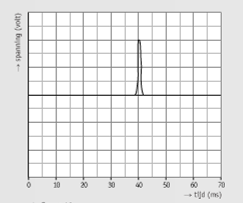 → spanning (volt)
0 10 20 30 40 50 60 70
→ tijd (ms)